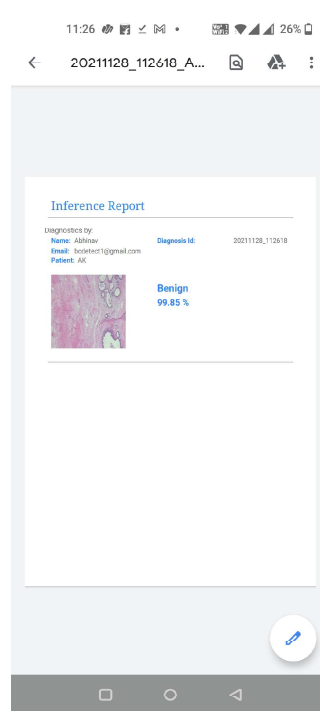 11:26 26%
20211128_112618_A...
Inference Report
Diagnostics by:
Name: Abhinav Diagnosis Id: 20211128_112618
Email: bcdetect1@gmail.com
Patient: AK
Benign
99.85 %